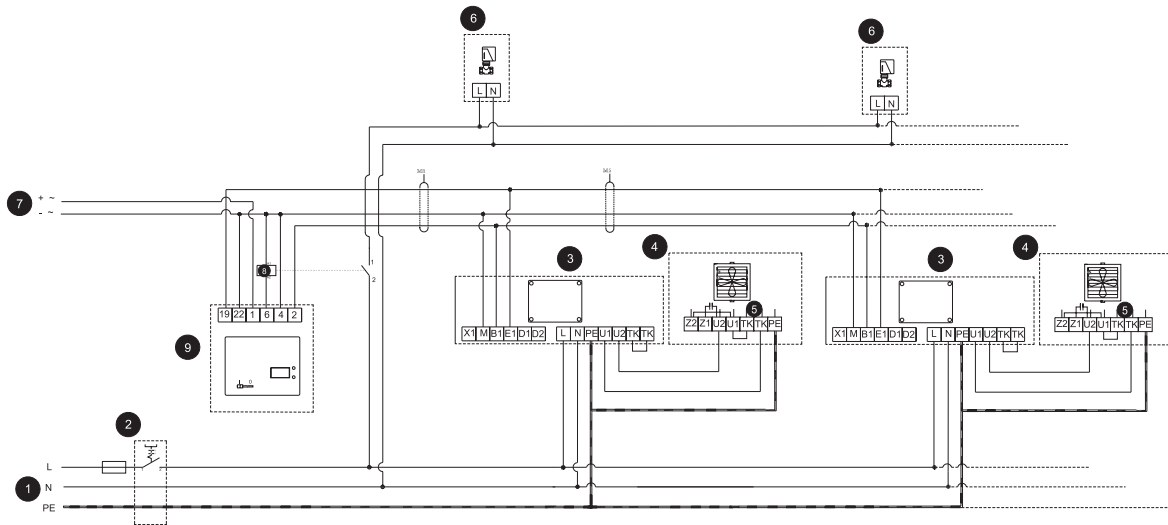 6
6
L N
L N
7 + ~
- ~
8
1
2
3
4
3
4
5
5
19 22 1 6 4 2
Z2 Z1 U2 U1 TK TK PE
Z2 Z1 U2 U1 TK TK PE
X1 M B1 E1 D1 D2 L N PE U1 U2 TK TK
X1 M B1 E1 D1 D2 L N PE U1 U2 TK TK
9
2
L
1 N
PE